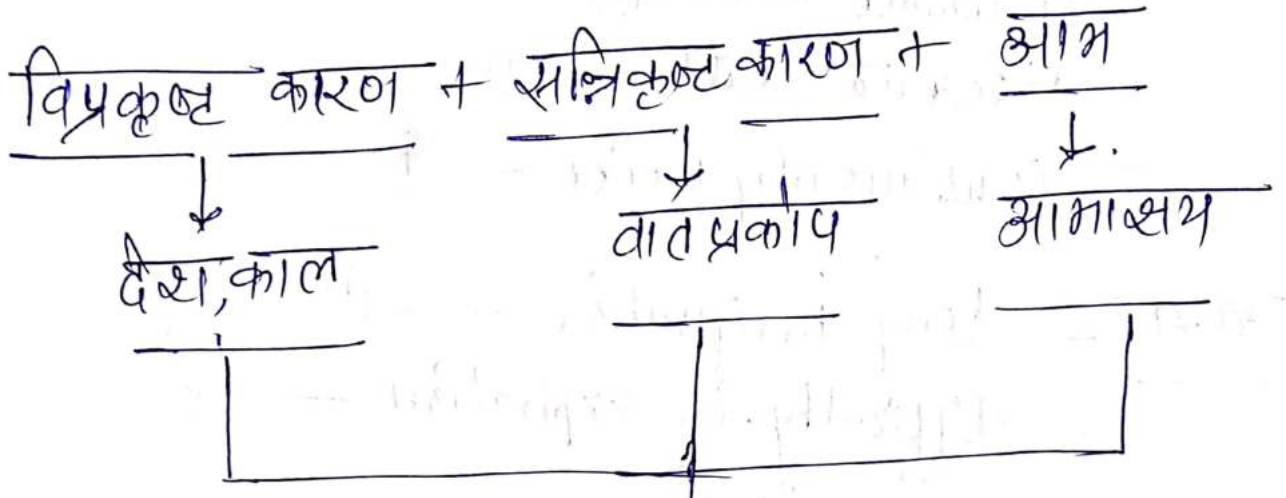 विप्रकृष्ट कारण + सन्निकृष्ट कारण + आम
देश, काल वातप्रकोप आमाशय